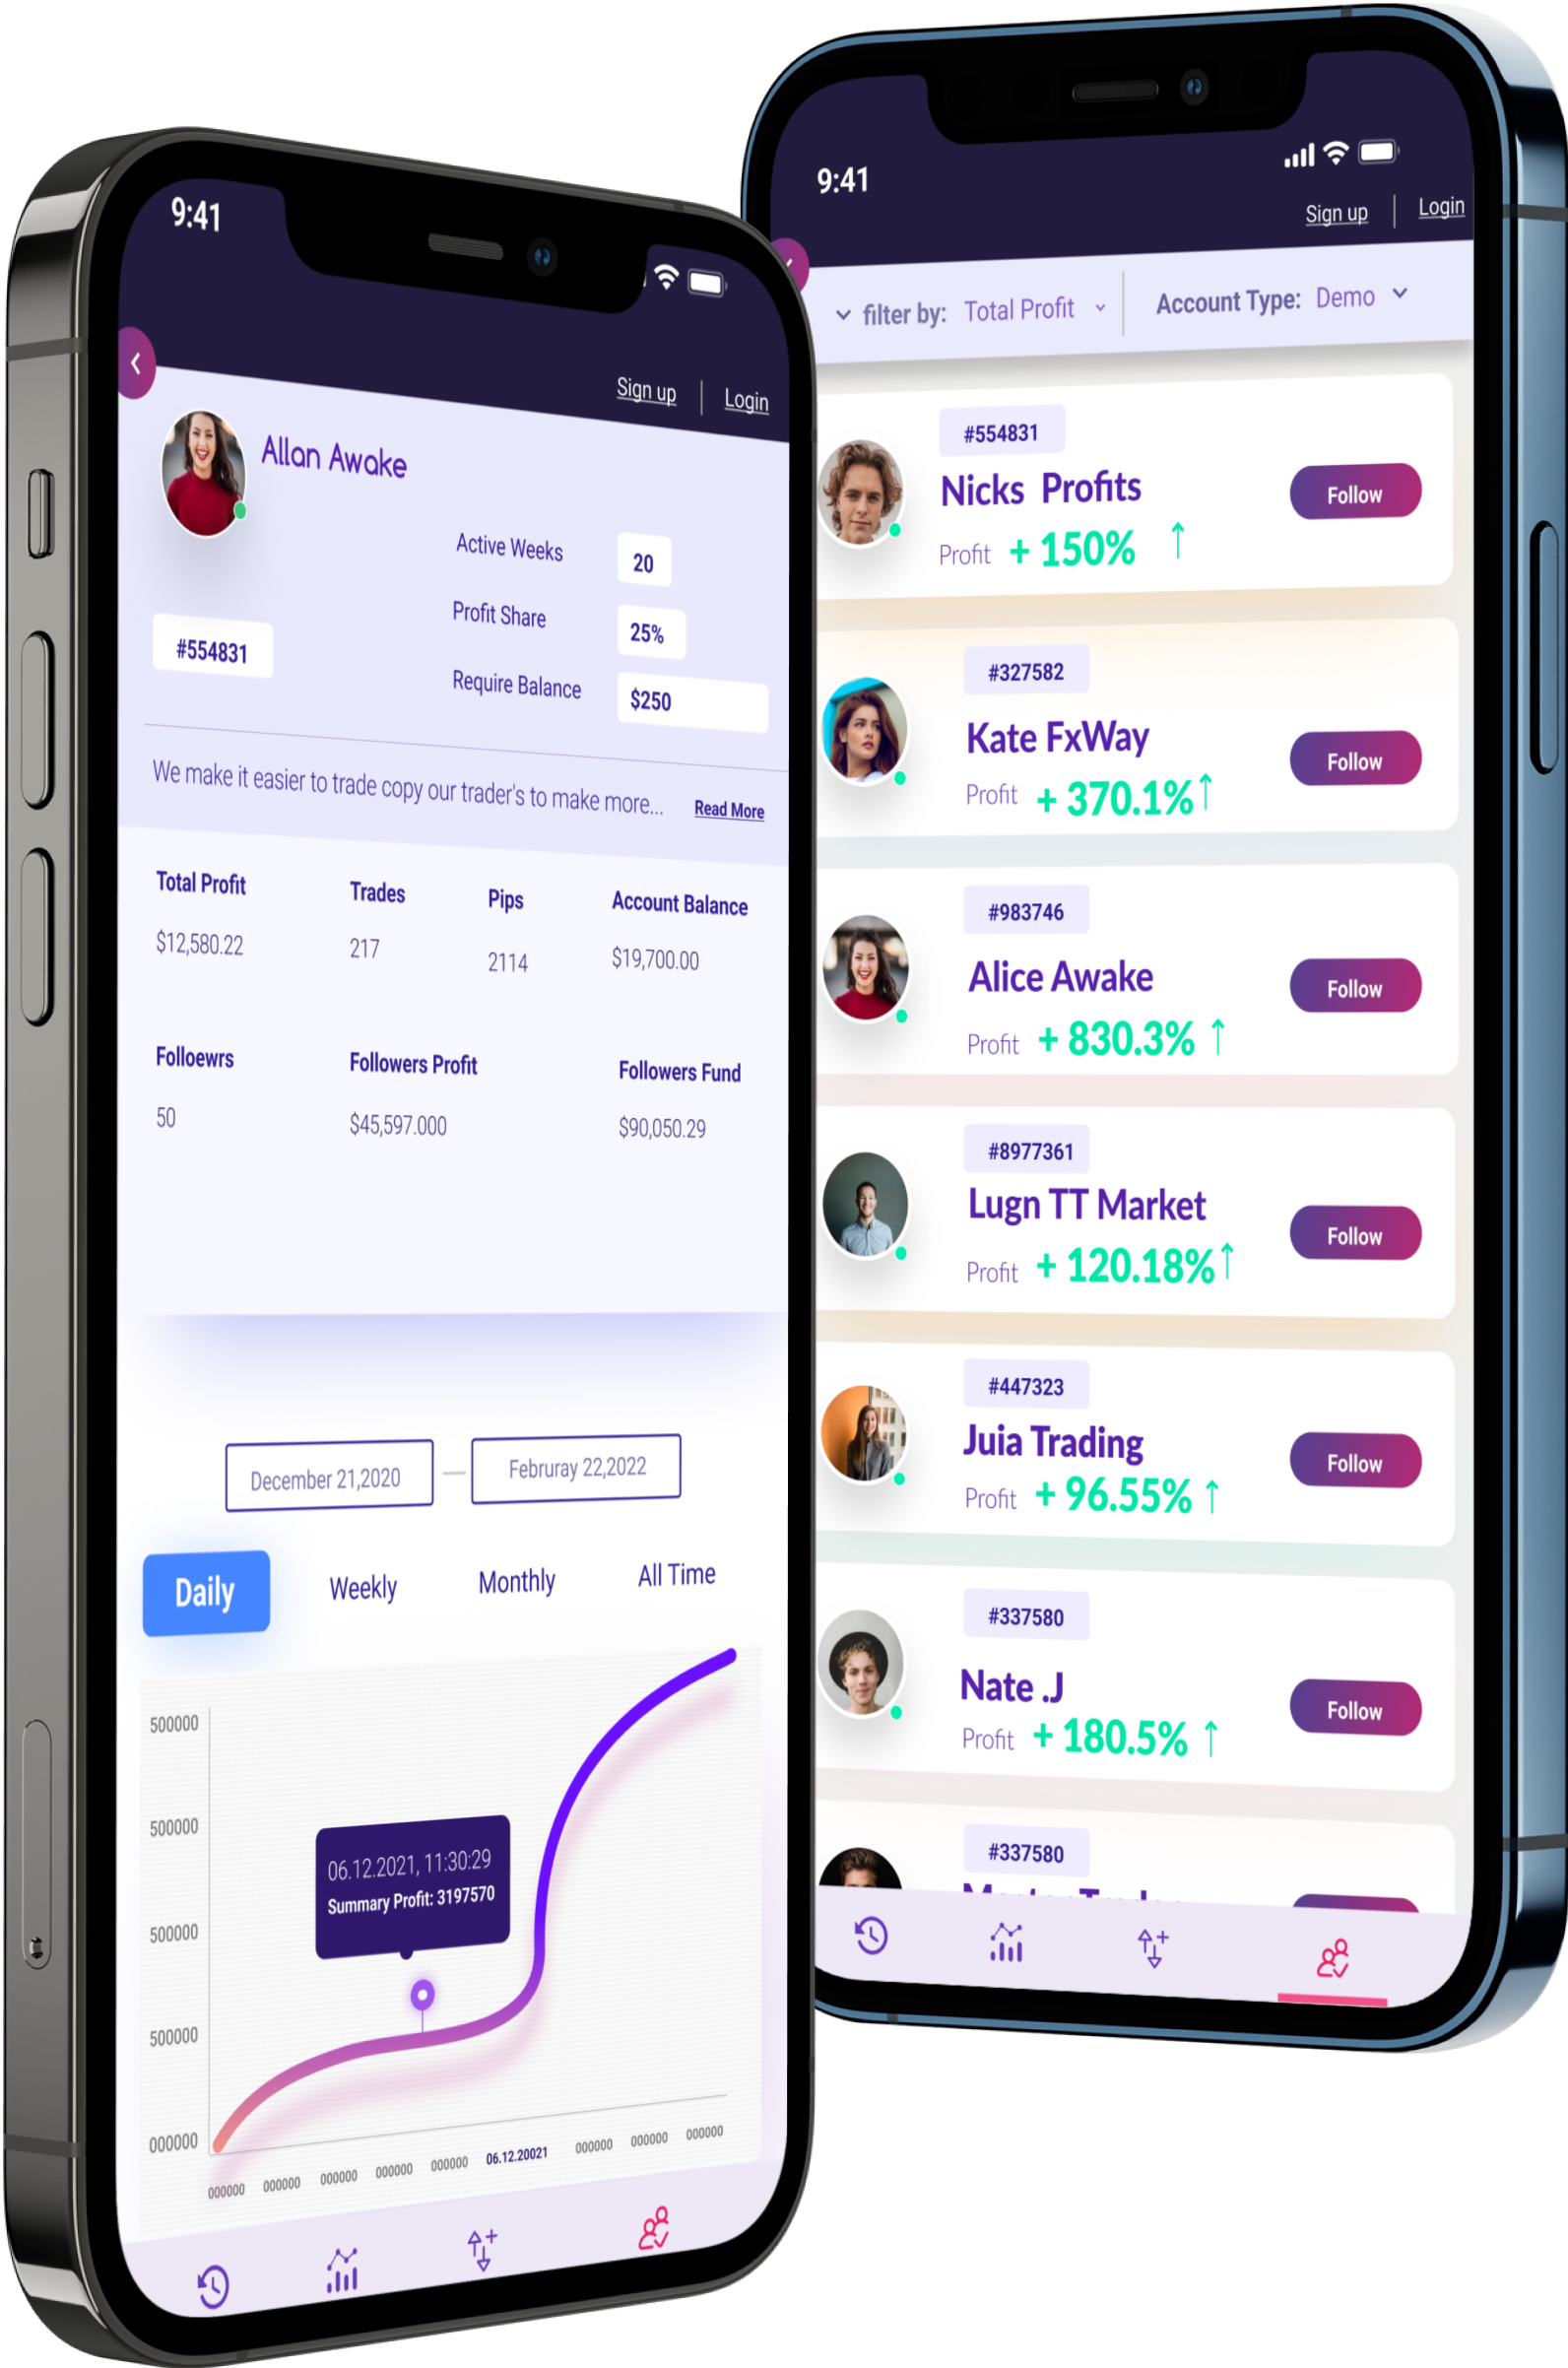 9:41
Sign up | Login
Allan Awake
Active Weeks 20
Profit Share 25%
#554831
Require Balance $250
We make it easier to trade copy our trader's to make more... Read More
Total Profit Trades Pips Account Balance
$12,580.22 217 2114 $19,700.00
Folloewrs Followers Profit Followers Fund
50 $45,597.000 $90,050.29
December 21,2020 — Februray 22,2022
Daily Weekly Monthly All Time
500000
500000
06.12.2021, 11:30:29
Summary Profit: 3197570
500000
500000
000000
000000 000000 000000 000000 000000 06.12.20021 000000 000000 000000
9:41
Sign up | Login
filter by: Total Profit Account Type: Demo
#554831
Nicks Profits
Follow
Profit + 150% ↑
#327582
Kate FxWay
Follow
Profit + 370.1% ↑
#983746
Alice Awake
Follow
Profit + 830.3% ↑
#8977361
Lugn TT Market
Follow
Profit + 120.18% ↑
#447323
Juia Trading
Follow
Profit + 96.55% ↑
#337580
Nate .J
Follow
Profit + 180.5% ↑
#337580